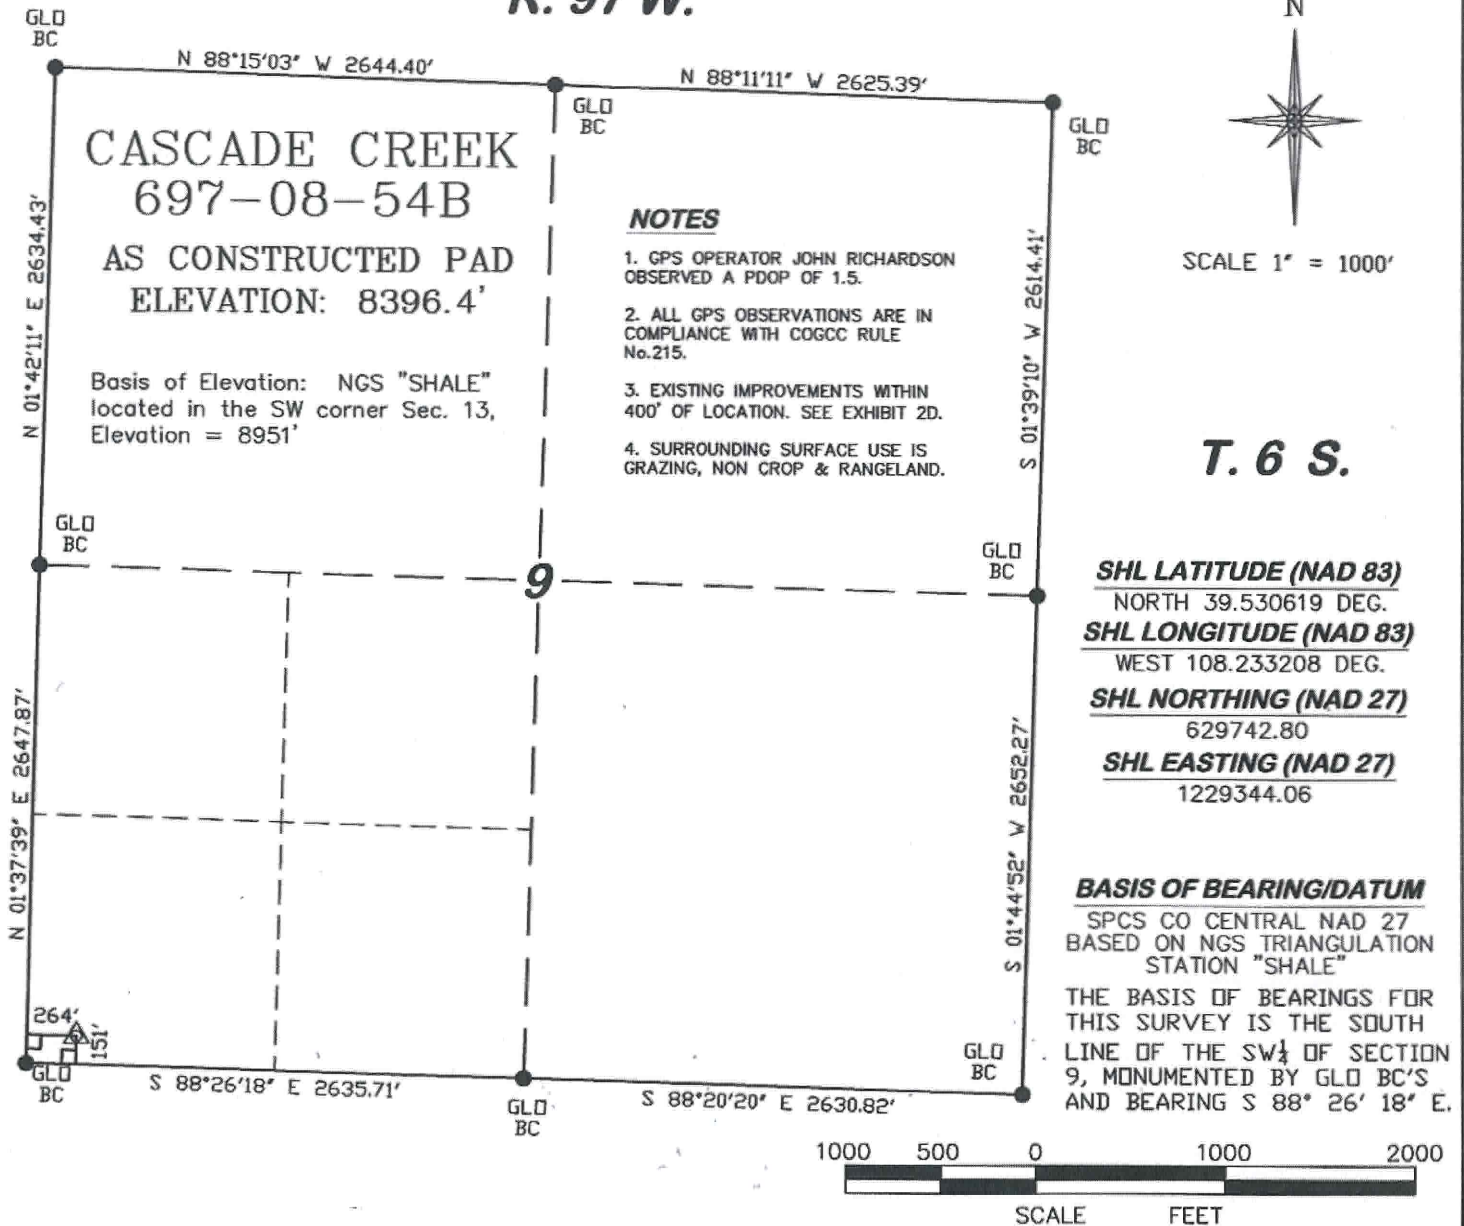 R. 97 W.
GLO
BC
N 88°15'03" W 2644.40'
GLO
BC
N 88°11'11" W 2625.39'
GLO
BC
N
SCALE 1" = 1000'
CASCADE CREEK
697-08-54B
AS CONSTRUCTED PAD
ELEVATION: 8396.4'
Basis of Elevation: NGS "SHALE"
located in the SW corner Sec. 13,
Elevation = 8951'
NOTES
1. GPS OPERATOR JOHN RICHARDSON
OBSERVED A PDOP OF 1.5.
2. ALL GPS OBSERVATIONS ARE IN
COMPLIANCE WITH COGCC RULE
No.215.
3. EXISTING IMPROVEMENTS WITHIN
400' OF LOCATION. SEE EXHIBIT 2D.
4. SURROUNDING SURFACE USE IS
GRAZING, NON CROP & RANGELAND.
N 01°42'11" E 2634.43'
S 01°39'10" W 2614.41'
T. 6 S.
GLO
BC
9
GLO
BC
SHL LATITUDE (NAD 83)
NORTH 39.530619 DEG.
SHL LONGITUDE (NAD 83)
WEST 108.233208 DEG.
SHL NORTHING (NAD 27)
629742.80
SHL EASTING (NAD 27)
1229344.06
N 01°37'39" E 2647.87'
S 01°44'52" W 2652.27'
BASIS OF BEARING/DATUM
SPCS CO CENTRAL NAD 27
BASED ON NGS TRIANGULATION
STATION "SHALE"
THE BASIS OF BEARINGS FOR
THIS SURVEY IS THE SOUTH
LINE OF THE SW¼ OF SECTION
9, MONUMENTED BY GLO BC'S
AND BEARING S 88° 26' 18" E.
264'
151'
GLO
BC
S 88°26'18" E 2635.71'
GLO
BC
S 88°20'20" E 2630.82'
GLO
BC
1000 500 0 1000 2000
SCALE FEET